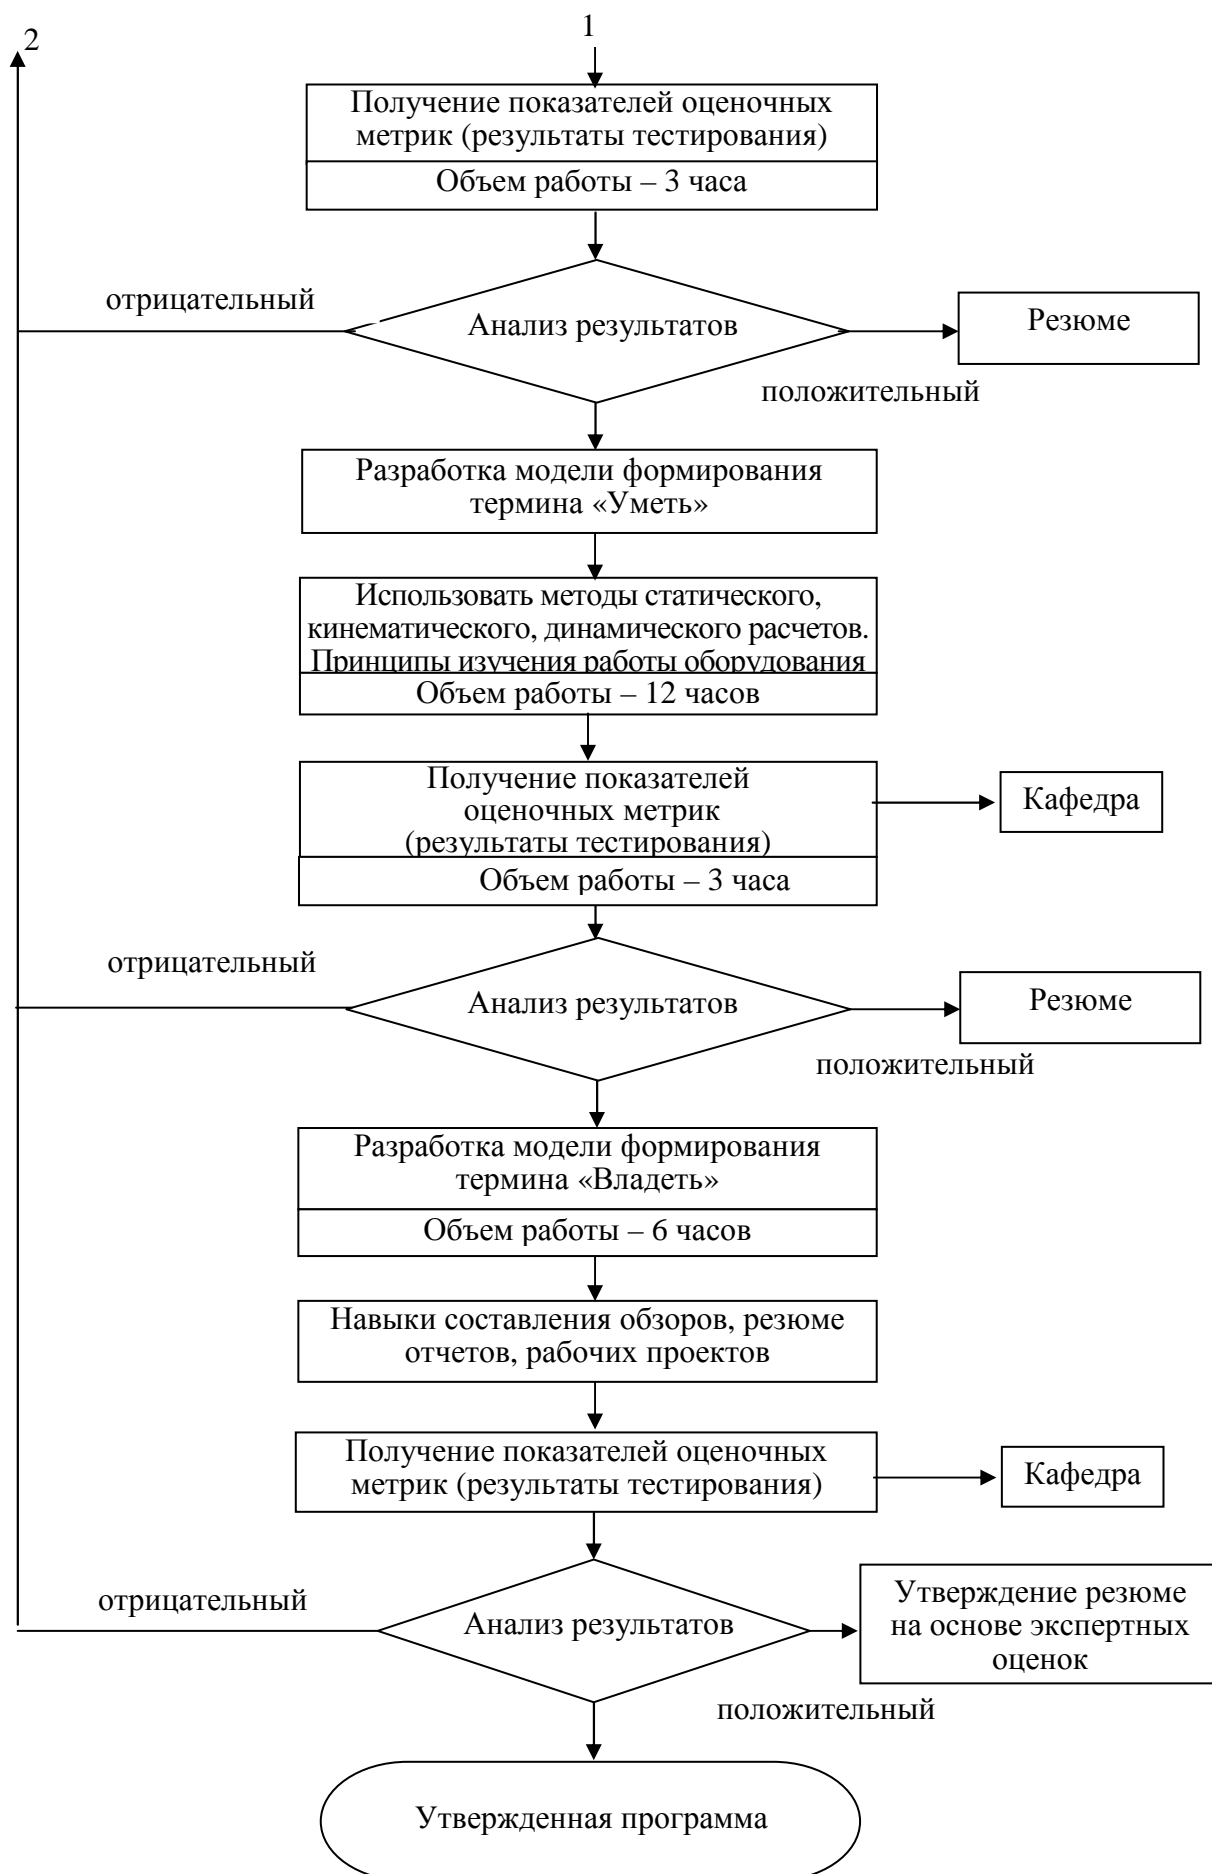 2
1
Получение показателей оценочных
метрик (результаты тестирования)
Объем работы – 3 часа
отрицательный
Анализ результатов
Резюме
положительный
Разработка модели формирования
термина «Уметь»
Использовать методы статического,
кинематического, динамического расчетов.
Принципы изучения работы оборудования
Объем работы – 12 часов
Получение показателей
оценочных метрик
(результаты тестирования)
Кафедра
Объем работы – 3 часа
отрицательный
Анализ результатов
Резюме
положительный
Разработка модели формирования
термина «Владеть»
Объем работы – 6 часов
Навыки составления обзоров, резюме
отчетов, рабочих проектов
Получение показателей оценочных
метрик (результаты тестирования)
Кафедра
отрицательный
Анализ результатов
Утверждение резюме
на основе экспертных
оценок
положительный
Утвержденная программа